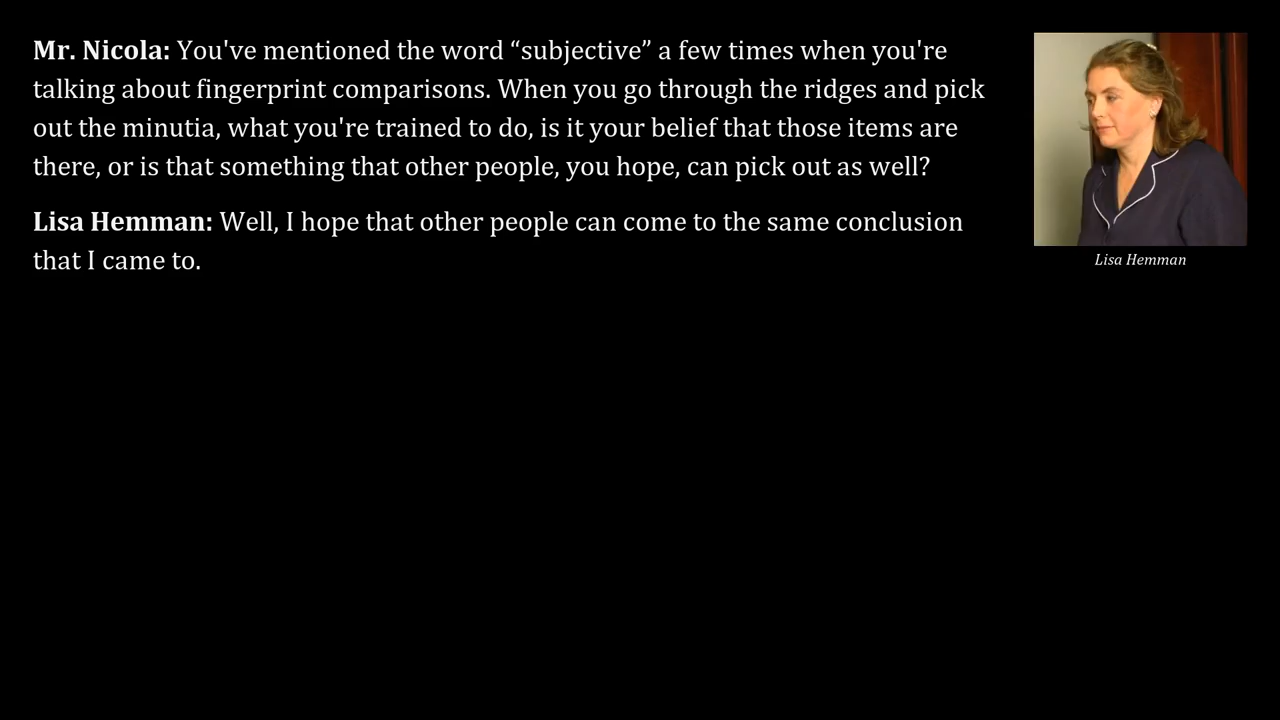 Mr. Nicola: You've mentioned the word “subjective” a few times when you're
talking about fingerprint comparisons. When you go through the ridges and pick
out the minutia, what you're trained to do, is it your belief that those items are
there, or is that something that other people, you hope, can pick out as well?
Lisa Hemman: Well, I hope that other people can come to the same conclusion
that I came to.
Lisa Hemman